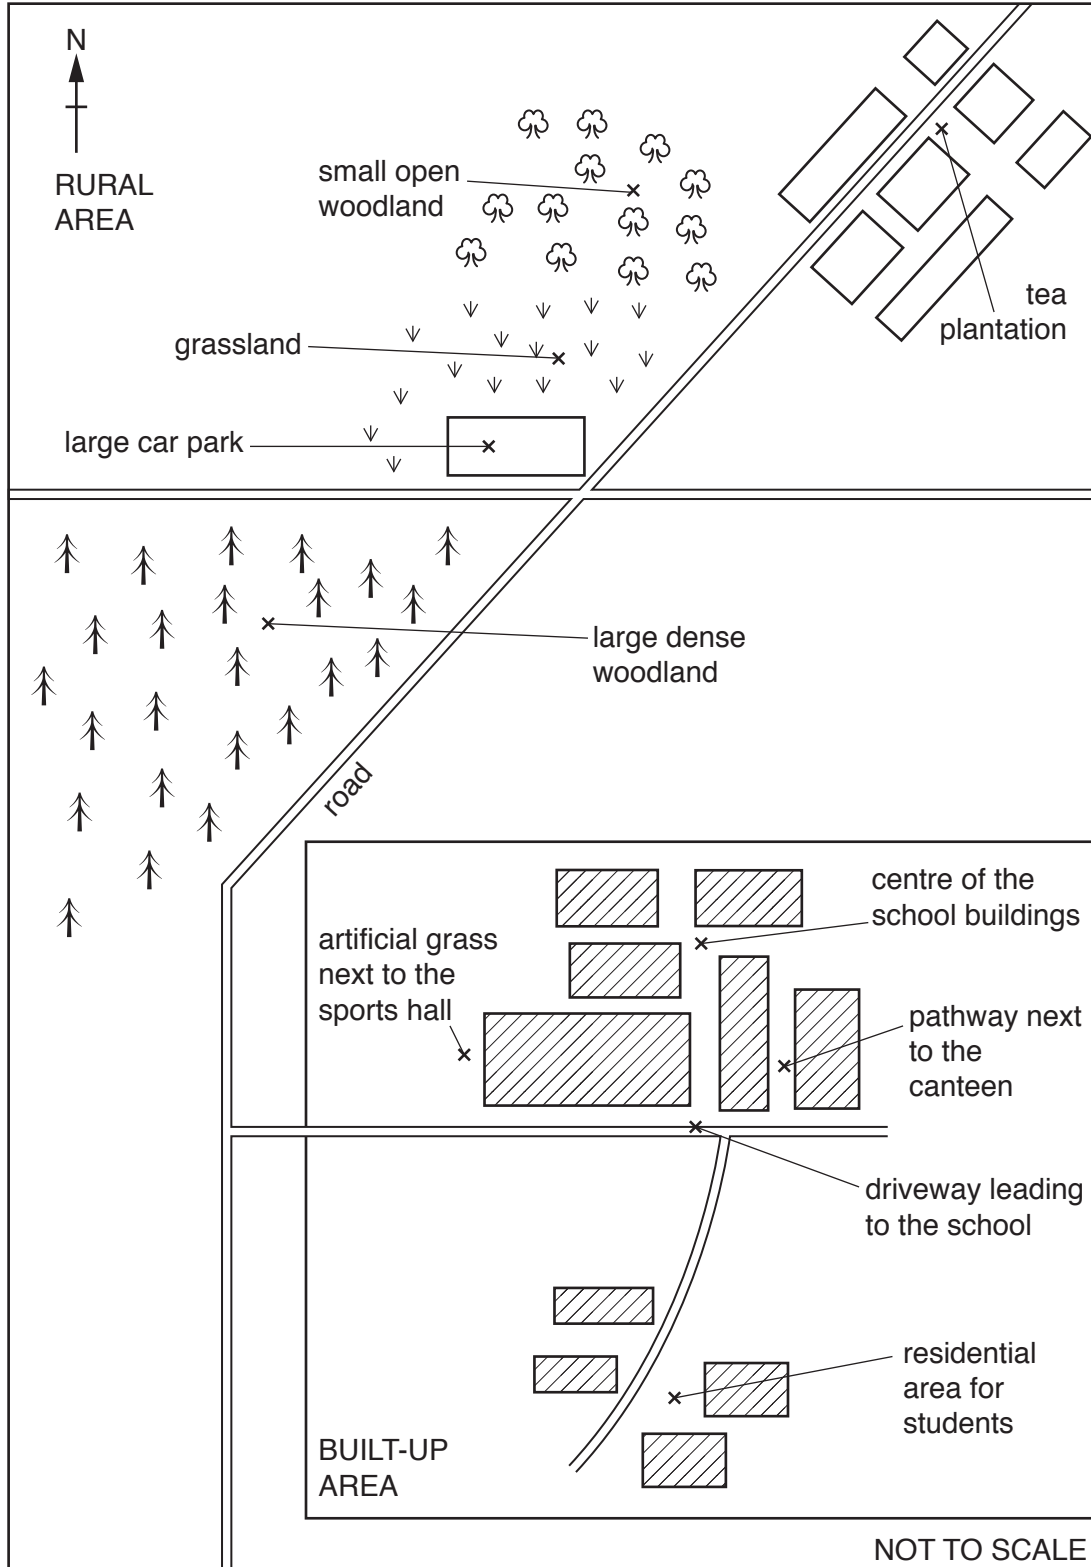 N
RURAL
AREA
small open
woodland
tea
plantation
grassland
large car park
large dense
woodland
road
centre of the
school buildings
artificial grass
next to the
sports hall
pathway next
to the
canteen
driveway leading
to the school
residential
area for
students
BUILT-UP
AREA
NOT TO SCALE